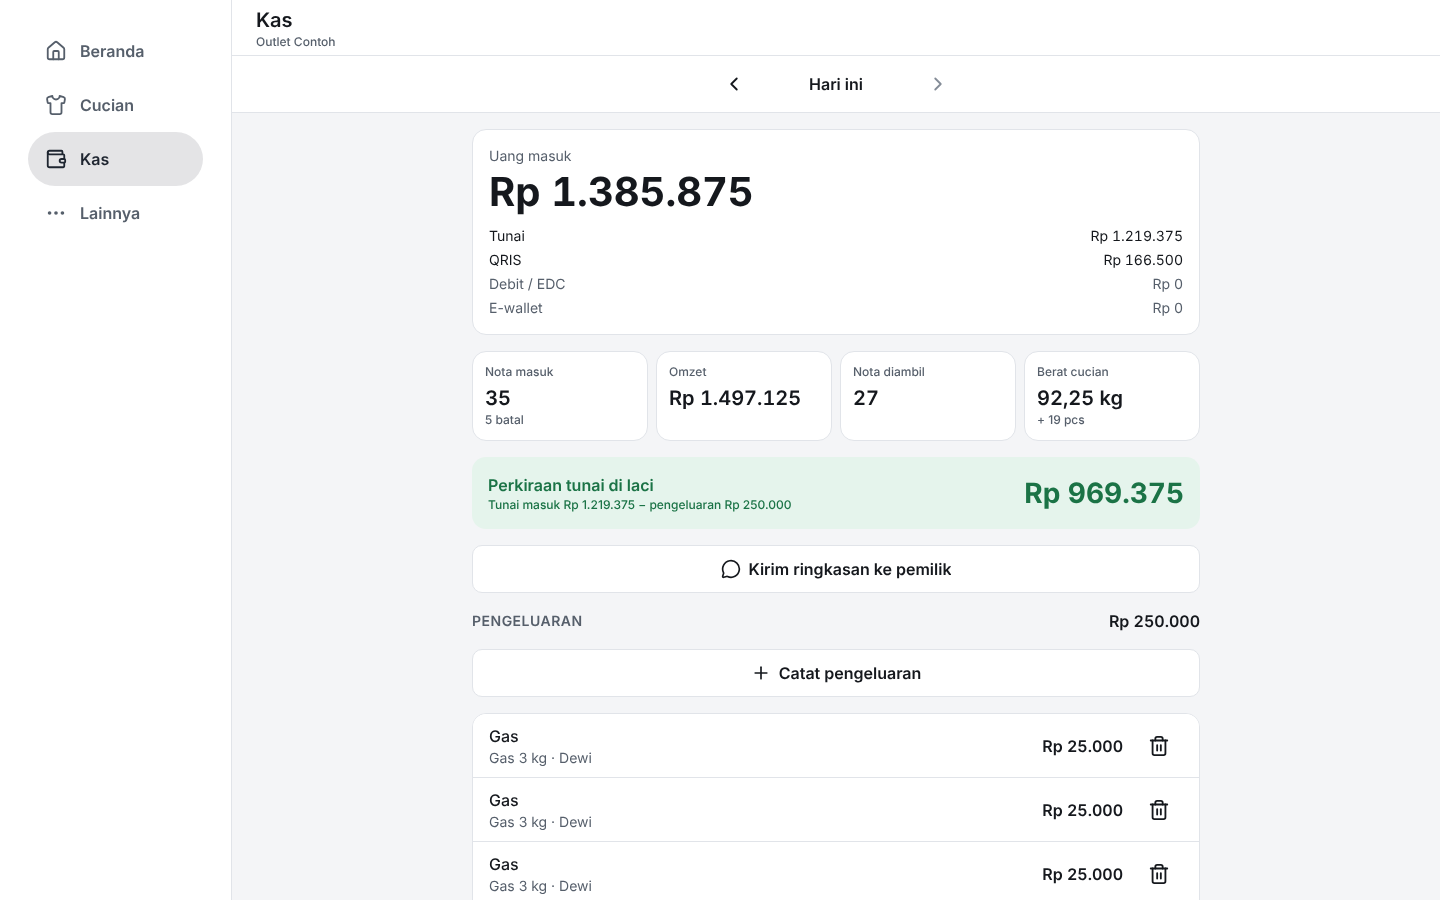 Beranda
Cucian
Kas
Lainnya
Kas
Outlet Contoh
Hari ini
Uang masuk
Rp 1.385.875
Tunai Rp 1.219.375
QRIS Rp 166.500
Debit / EDC Rp 0
E-wallet Rp 0
Nota masuk
35
5 batal
Omzet
Rp 1.497.125
Nota diambil
27
Berat cucian
92,25 kg
+ 19 pcs
Perkiraan tunai di laci
Tunai masuk Rp 1.219.375 − pengeluaran Rp 250.000
Rp 969.375
Kirim ringkasan ke pemilik
PENGELUARAN Rp 250.000
Catat pengeluaran
Gas
Gas 3 kg · Dewi
Rp 25.000
Gas
Gas 3 kg · Dewi
Rp 25.000
Gas
Gas 3 kg · Dewi
Rp 25.000